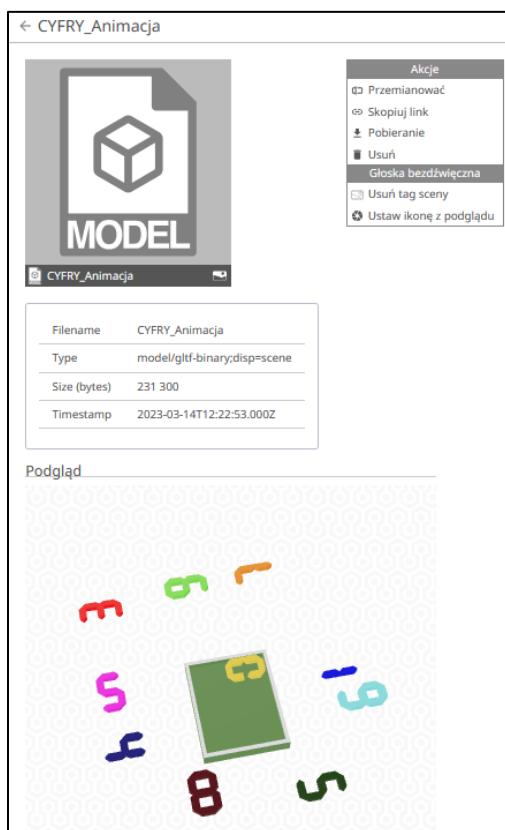 ← CYFRY_Animacja
MODEL
CYFRY_Animacja
Akcje
Przemianować
Skopiuj link
Pobieranie
Usuń
Głoska bezdźwięczna
Usuń tag sceny
Ustaw ikonę z podglądu
Filename CYFRY_Animacja
Type model/gltf-binary;disp=scene
Size (bytes) 231 300
Timestamp 2023-03-14T12:22:53.000Z
Podgląd